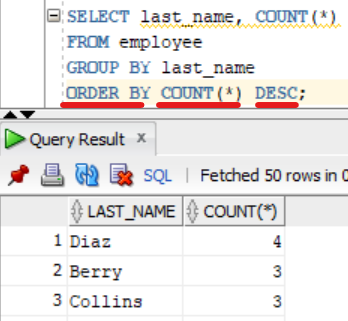 SELECT last_name, COUNT(*)
FROM employee
GROUP BY last_name
ORDER BY COUNT(*) DESC;
Query Result x
SQL | Fetched 50 rows in 0
LAST_NAME COUNT(*)
1 Diaz 4
2 Berry 3
3 Collins 3